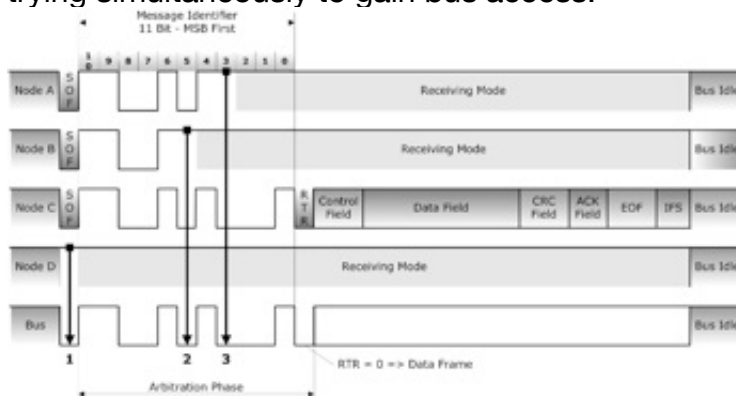 trying simultaneously to gain bus access.
Message Identifier
11 Bit - MSB First
10 9 8 7 6 5 4 3 2 1 0
Node A SOF Receiving Mode Bus Idle
Node B SOF Receiving Mode Bus Idle
Node C SOF RTR Control Field Data Field CRC Field ACK Field EOF IFS Bus Idle
Node D Receiving Mode Bus Idle
Bus Bus Idle
1 2 3
RTR = 0 => Data Frame
Arbitration Phase